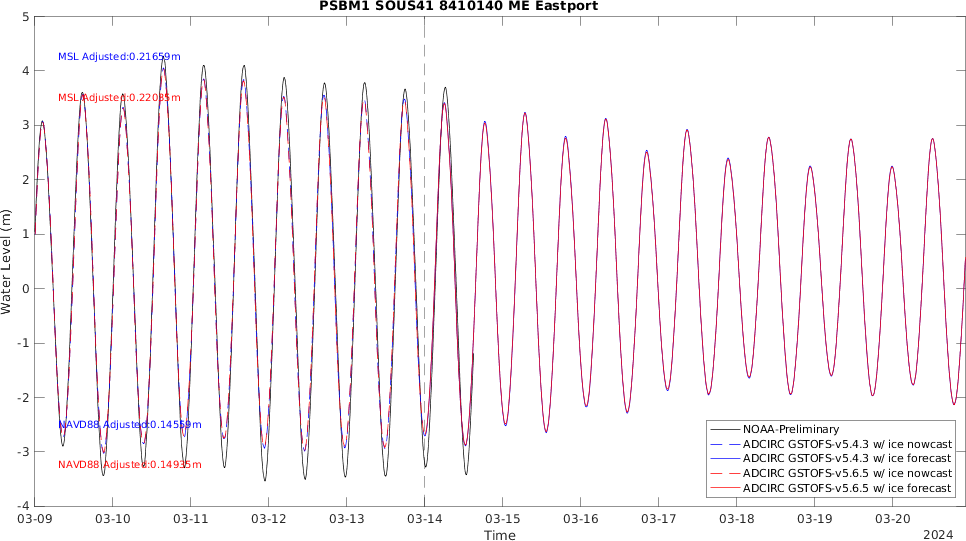 PSBM1 SOUS41 8410140 ME Eastport
5
4
3
2
1
0
-1
-2
-3
-4
Water Level (m)
MSL Adjusted:0.21659m
MSL Adjusted:0.22035m
NAVD88 Adjusted:0.14559m
NAVD88 Adjusted:0.14935m
NOAA-Preliminary
ADCIRC GSTOFS-v5.4.3 w/ ice nowcast
ADCIRC GSTOFS-v5.4.3 w/ ice forecast
ADCIRC GSTOFS-v5.6.5 w/ ice nowcast
ADCIRC GSTOFS-v5.6.5 w/ ice forecast
03-09 03-10 03-11 03-12 03-13 03-14 03-15 03-16 03-17 03-18 03-19 03-20
Time
2024